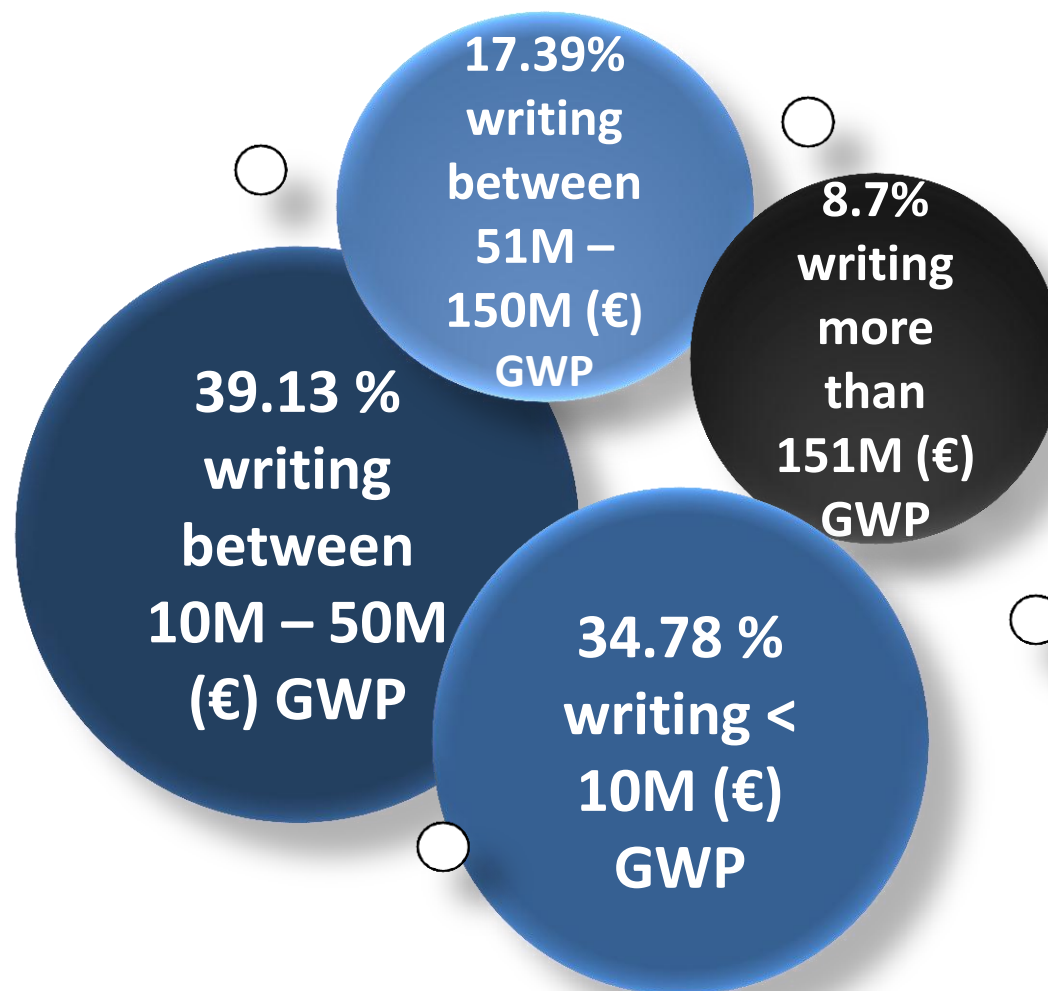 17.39%
writing
between
51M –
150M (€)
GWP
8.7%
writing
more
than
151M (€)
GWP
39.13 %
writing
between
10M – 50M
(€) GWP
34.78 %
writing <
10M (€)
GWP